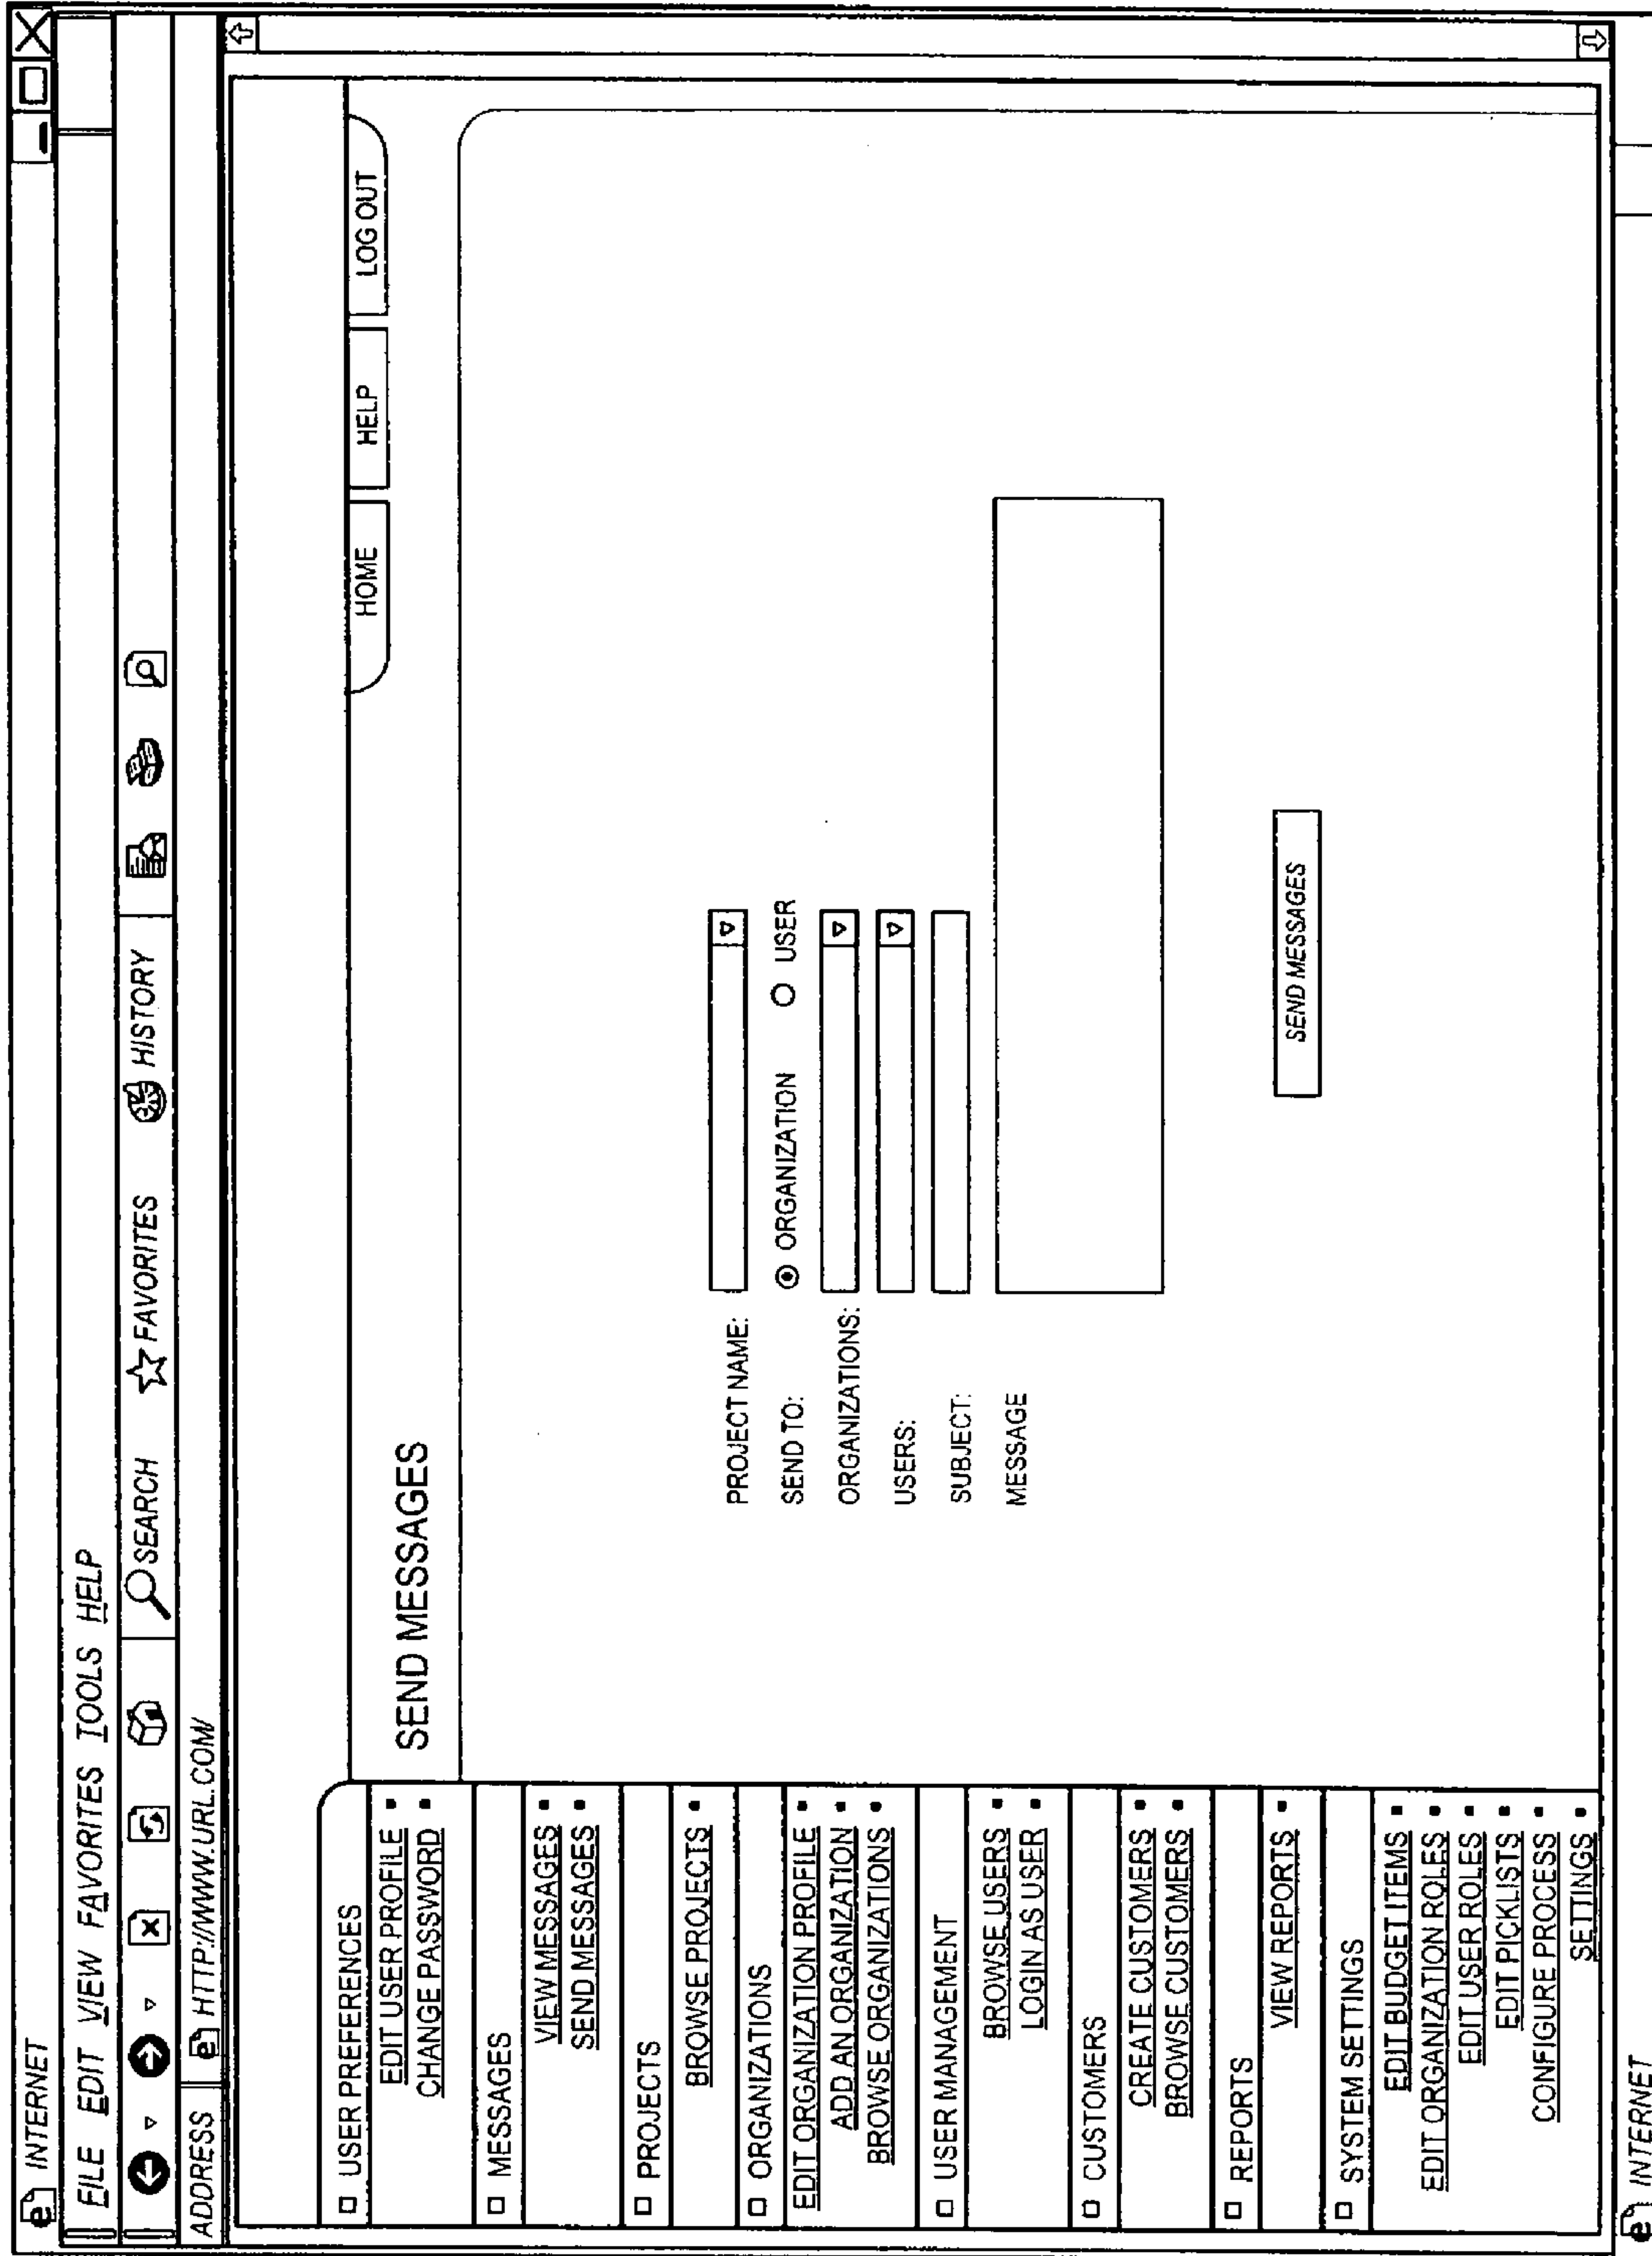 INTERNET
FILE EDIT VIEW FAVORITES TOOLS HELP
SEARCH FAVORITES HISTORY
ADDRESS HTTP://WWW.URL.COM
HOME HELP LOG OUT
USER PREFERENCES
EDIT USER PROFILE
CHANGE PASSWORD
MESSAGES
VIEW MESSAGES
SEND MESSAGES
PROJECTS
BROWSE PROJECTS
ORGANIZATIONS
EDIT ORGANIZATION PROFILE
ADD AN ORGANIZATION
BROWSE ORGANIZATIONS
USER MANAGEMENT
BROWSE USERS
LOGIN AS USER
CUSTOMERS
CREATE CUSTOMERS
BROWSE CUSTOMERS
REPORTS
VIEW REPORTS
SYSTEM SETTINGS
EDIT BUDGET ITEMS
EDIT ORGANIZATION ROLES
EDIT USER ROLES
EDIT PICKLISTS
CONFIGURE PROCESS
SETTINGS
SEND MESSAGES
PROJECT NAME:
SEND TO: ORGANIZATION USER
ORGANIZATIONS:
USERS:
SUBJECT:
MESSAGE
SEND MESSAGES
INTERNET